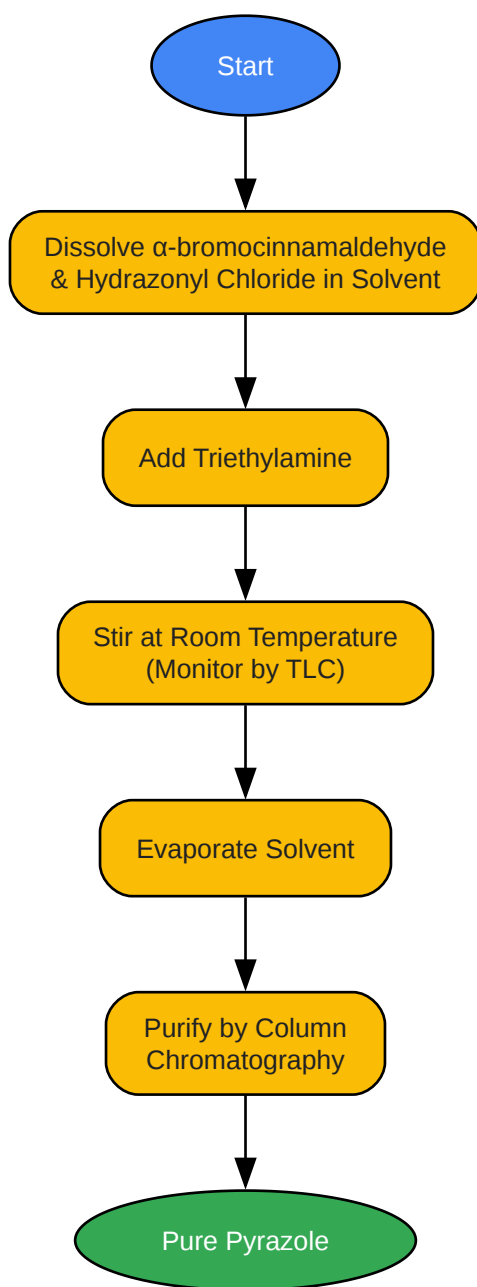 Start
Dissolve α-bromocinnamaldehyde
& Hydrazonyl Chloride in Solvent
Add Triethylamine
Stir at Room Temperature
(Monitor by TLC)
Evaporate Solvent
Purify by Column
Chromatography
Pure Pyrazole